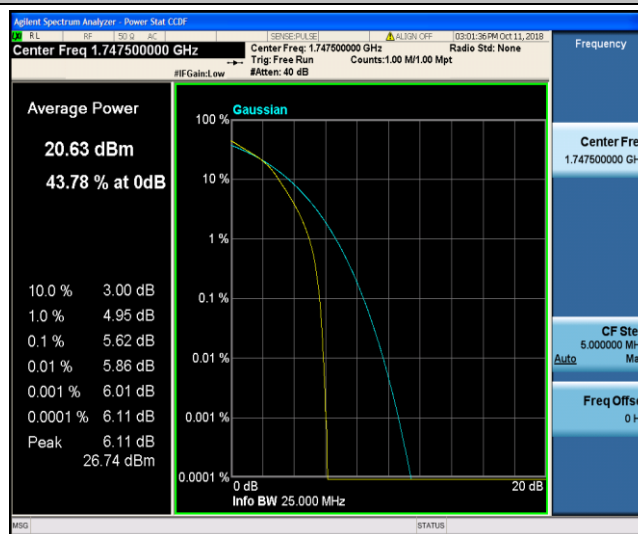 Agilent Spectrum Analyzer - Power Stat CCDF
RL RF 50 Ω AC SENSE:PULSE ALIGN OFF 03:01:36 PM Oct 11, 2018
Center Freq 1.747500000 GHz
Center Freq: 1.747500000 GHz Radio Std: None
Trig: Free Run Counts:1.00 M/1.00 Mpt
#IFGain:Low #Atten: 40 dB
Frequency
Average Power
20.63 dBm
43.78 % at 0dB
10.0 % 3.00 dB
1.0 % 4.95 dB
0.1 % 5.62 dB
0.01 % 5.86 dB
0.001 % 6.01 dB
0.0001 % 6.11 dB
Peak 6.11 dB
26.74 dBm
Gaussian
100 %
10 %
1 %
0.1 %
0.01 %
0.001 %
0.0001 %
0 dB 20 dB
Info BW 25.000 MHz
Center Fre
1.747500000 GH
CF Ste
5.000000 MH
Auto Ma
Freq Offse
0 H
MSG STATUS